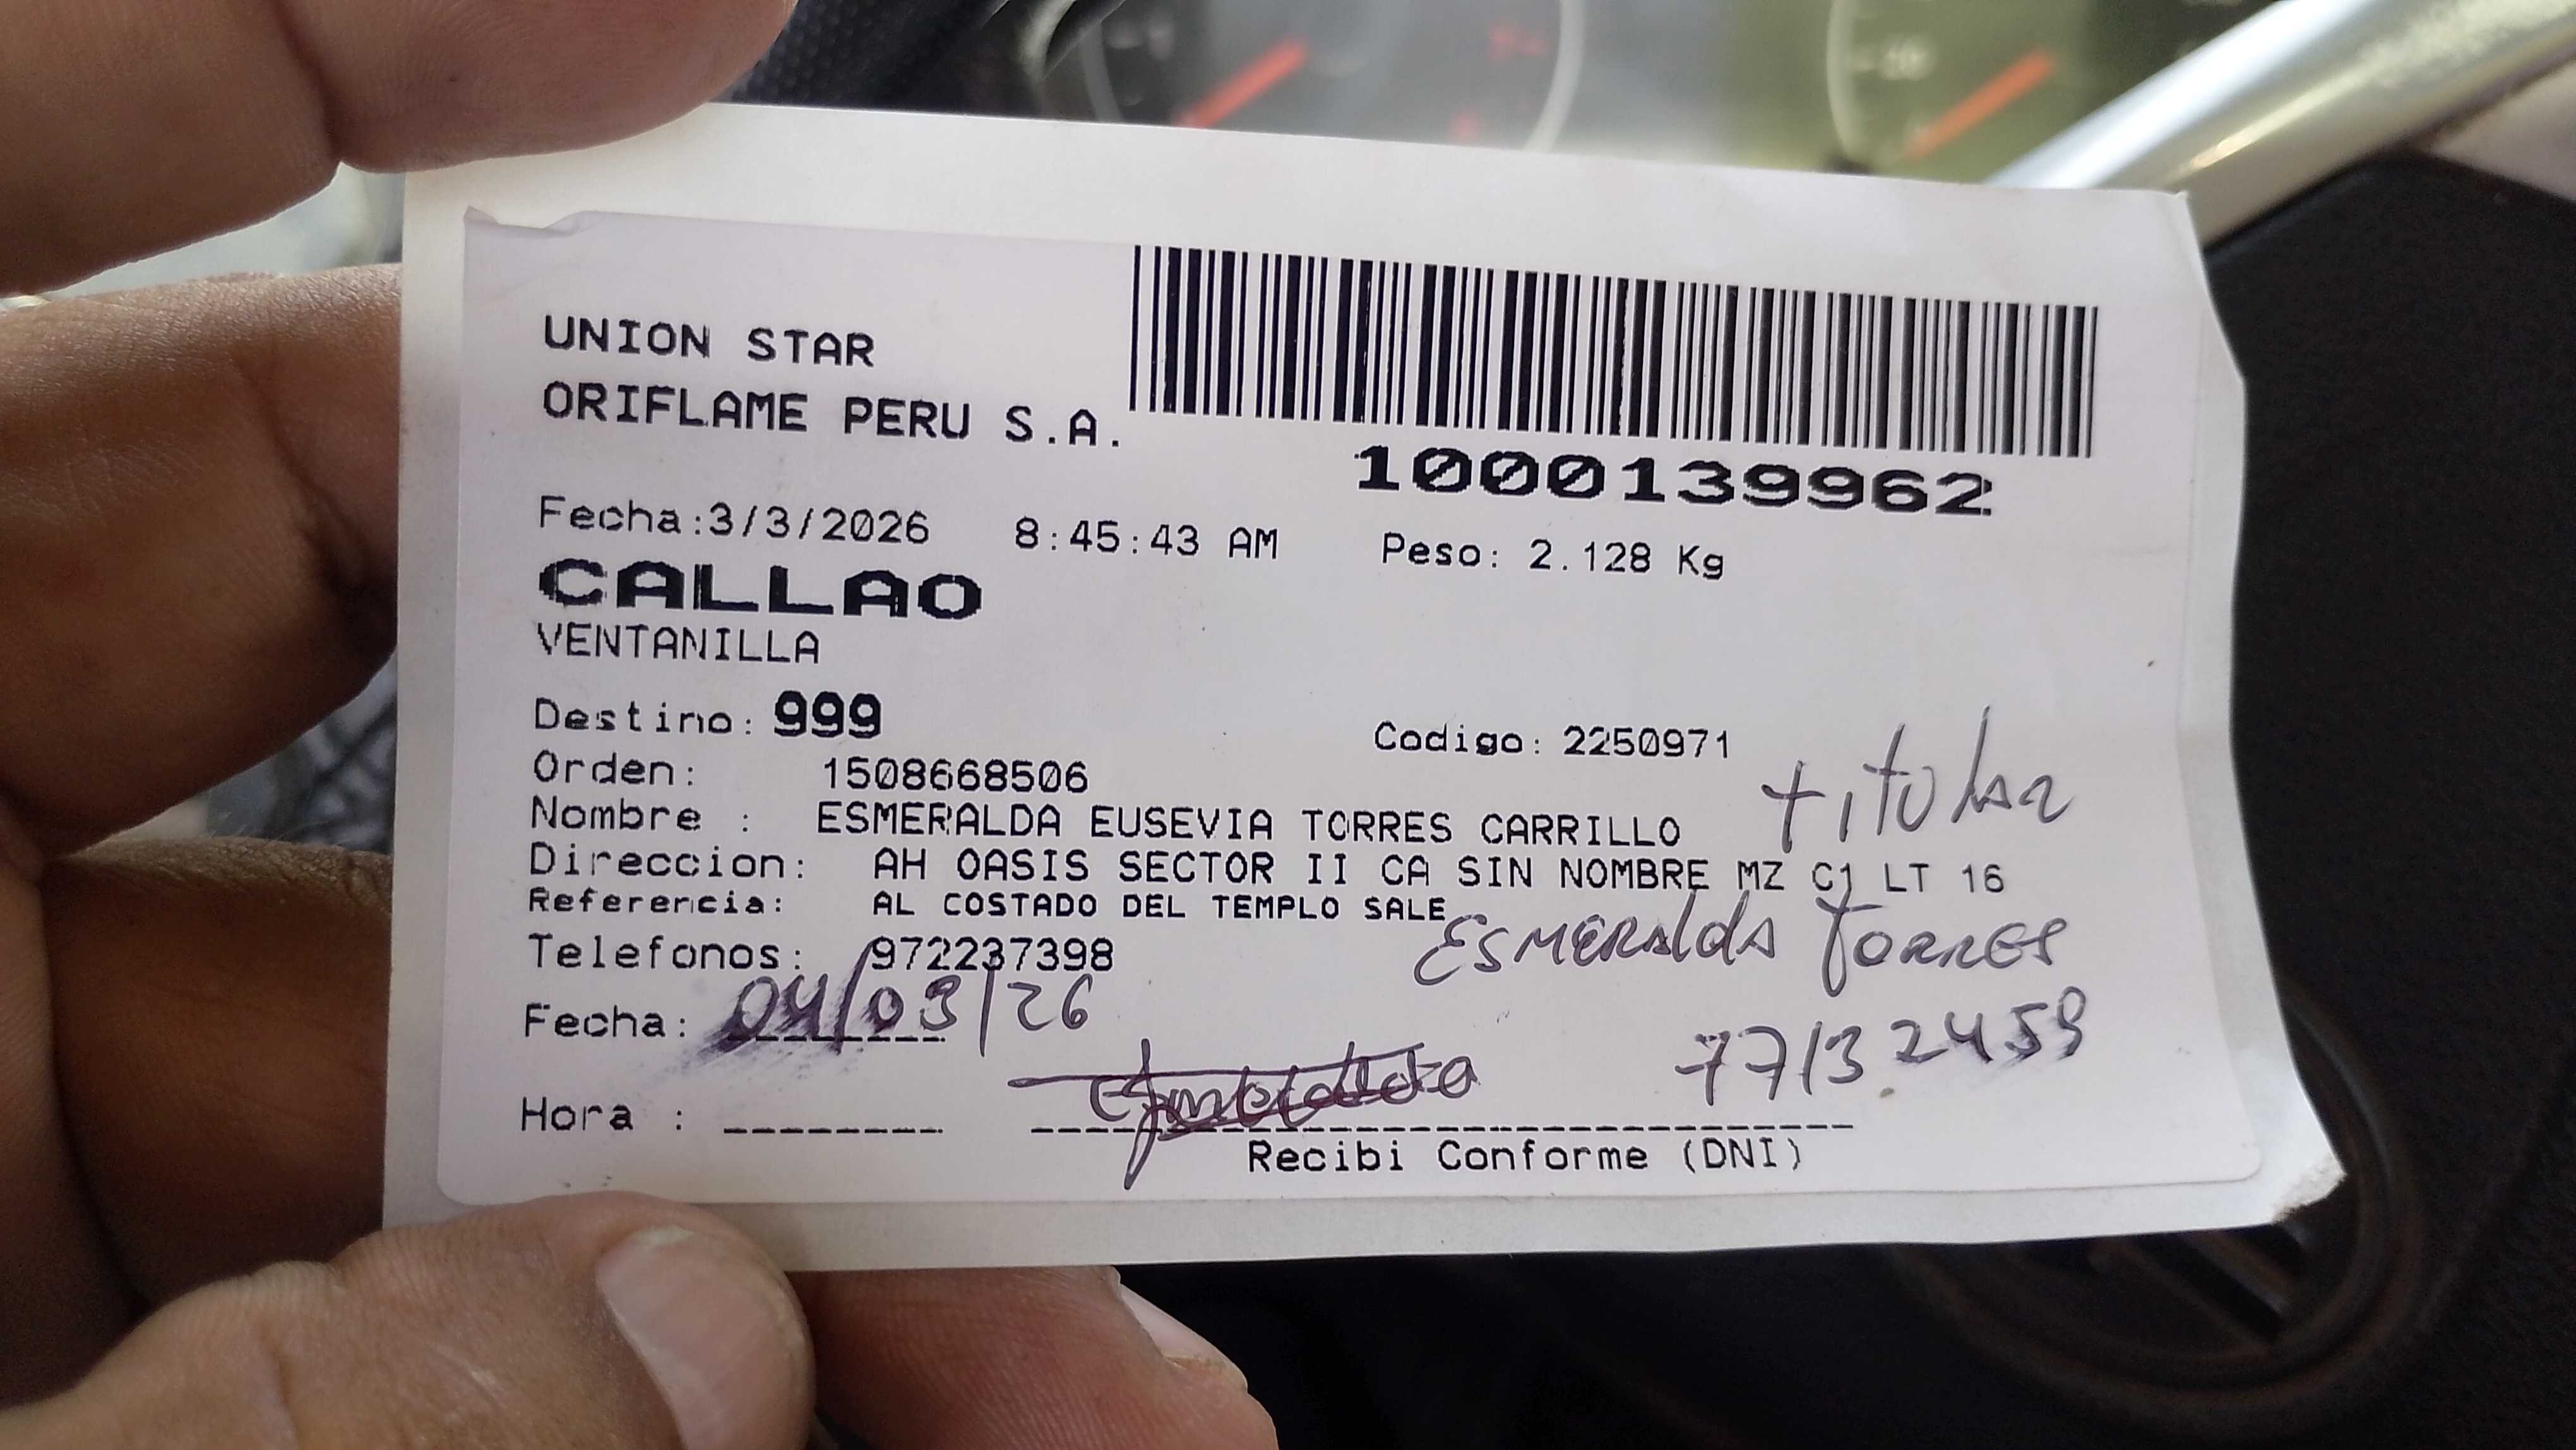 UNION STAR
ORIFLAME PERU S.A.
1000139962
Fecha:3/3/2026 8:45:43 AM Peso: 2.128 Kg
CALLAO
VENTANILLA
Destino: 999 Codigo: 2250971
Orden: 1508668506
titular
Nombre : ESMERALDA EUSEVIA TORRES CARRILLO
Direccion: AH OASIS SECTOR II CA SIN NOMBRE MZ C1 LT 16
Referencia: AL COSTADO DEL TEMPLO SALE
Esmeralda Torres
Telefonos: 972237398
Fecha: 04/03/26
77132459
Hora :
Recibi Conforme (DNI)